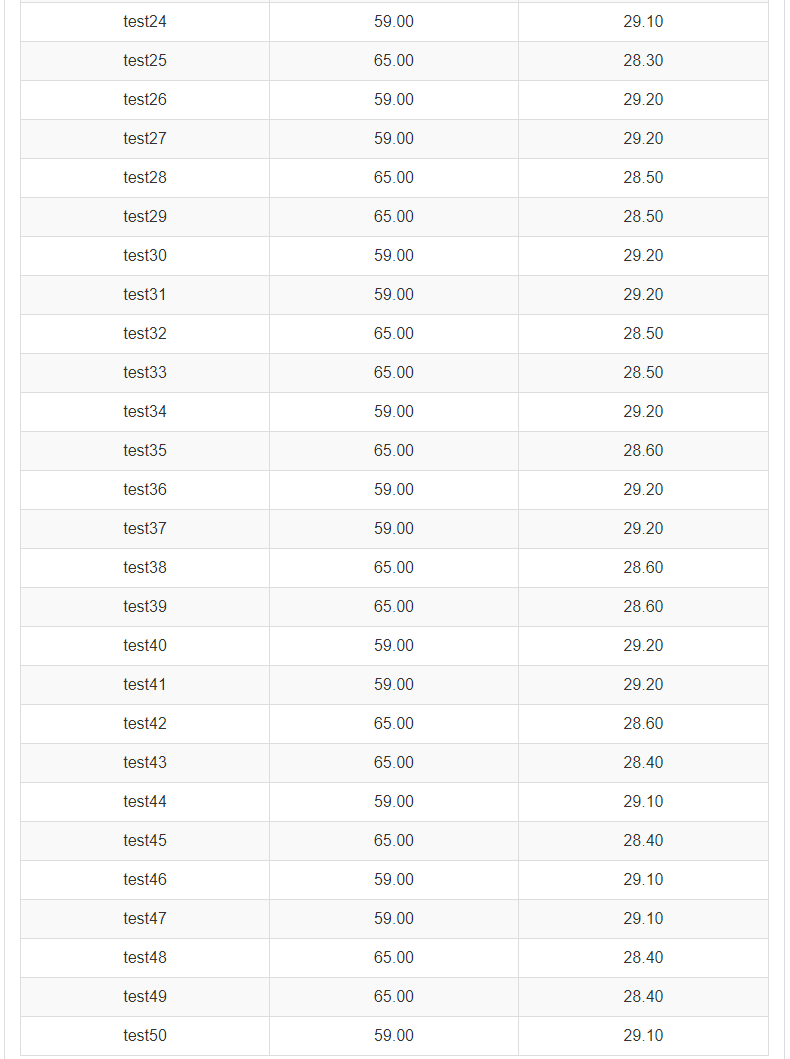 test24 59.00 29.10
test25 65.00 28.30
test26 59.00 29.20
test27 59.00 29.20
test28 65.00 28.50
test29 65.00 28.50
test30 59.00 29.20
test31 59.00 29.20
test32 65.00 28.50
test33 65.00 28.50
test34 59.00 29.20
test35 65.00 28.60
test36 59.00 29.20
test37 59.00 29.20
test38 65.00 28.60
test39 65.00 28.60
test40 59.00 29.20
test41 59.00 29.20
test42 65.00 28.60
test43 65.00 28.40
test44 59.00 29.10
test45 65.00 28.40
test46 59.00 29.10
test47 59.00 29.10
test48 65.00 28.40
test49 65.00 28.40
test50 59.00 29.10